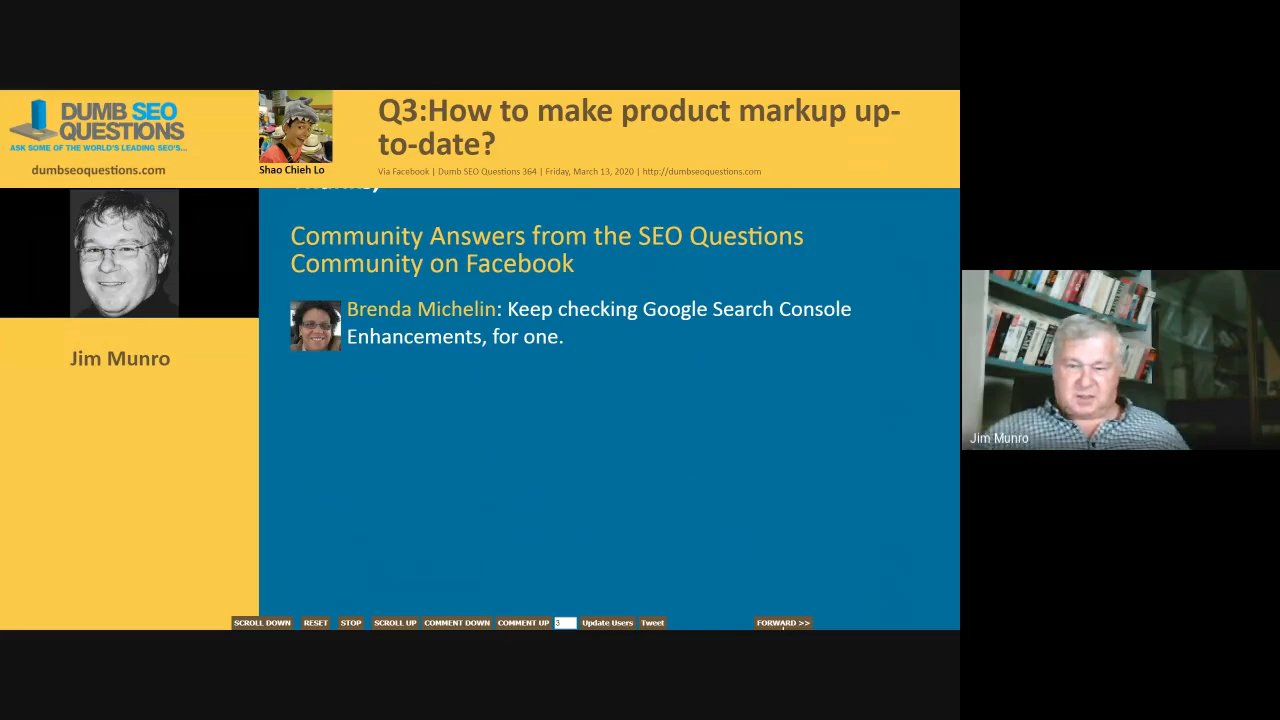 DUMB SEO
QUESTIONS
ASK SOME OF THE WORLD'S LEADING SEO'S...
dumbseoquestions.com
Shao Chieh Lo
Q3:How to make product markup up-
to-date?
Via Facebook | Dumb SEO Questions 364 | Friday, March 13, 2020 | http://dumbseoquestions.com
Jim Munro
Community Answers from the SEO Questions
Community on Facebook
Brenda Michelin: Keep checking Google Search Console
Enhancements, for one.
Jim Munro
SCROLL DOWN RESET STOP SCROLL UP COMMENT DOWN COMMENT UP 3 Update Users Tweet FORWARD >>